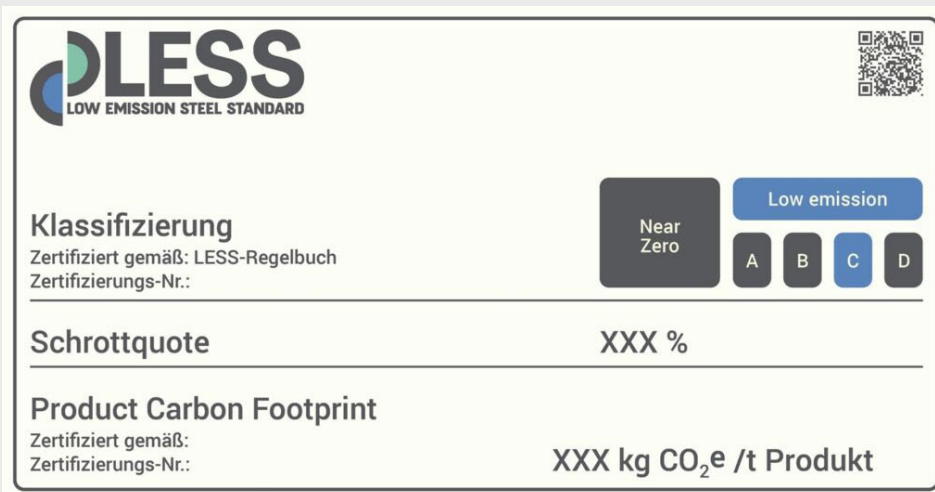 LESS
LOW EMISSION STEEL STANDARD
Klassifizierung
Zertifiziert gemäß: LESS-Regelbuch
Zertifizierungs-Nr.:
Near
Zero
Low emission
A B C D
Schrottquote
XXX %
Product Carbon Footprint
Zertifiziert gemäß:
Zertifizierungs-Nr.:
XXX kg CO₂e /t Produkt